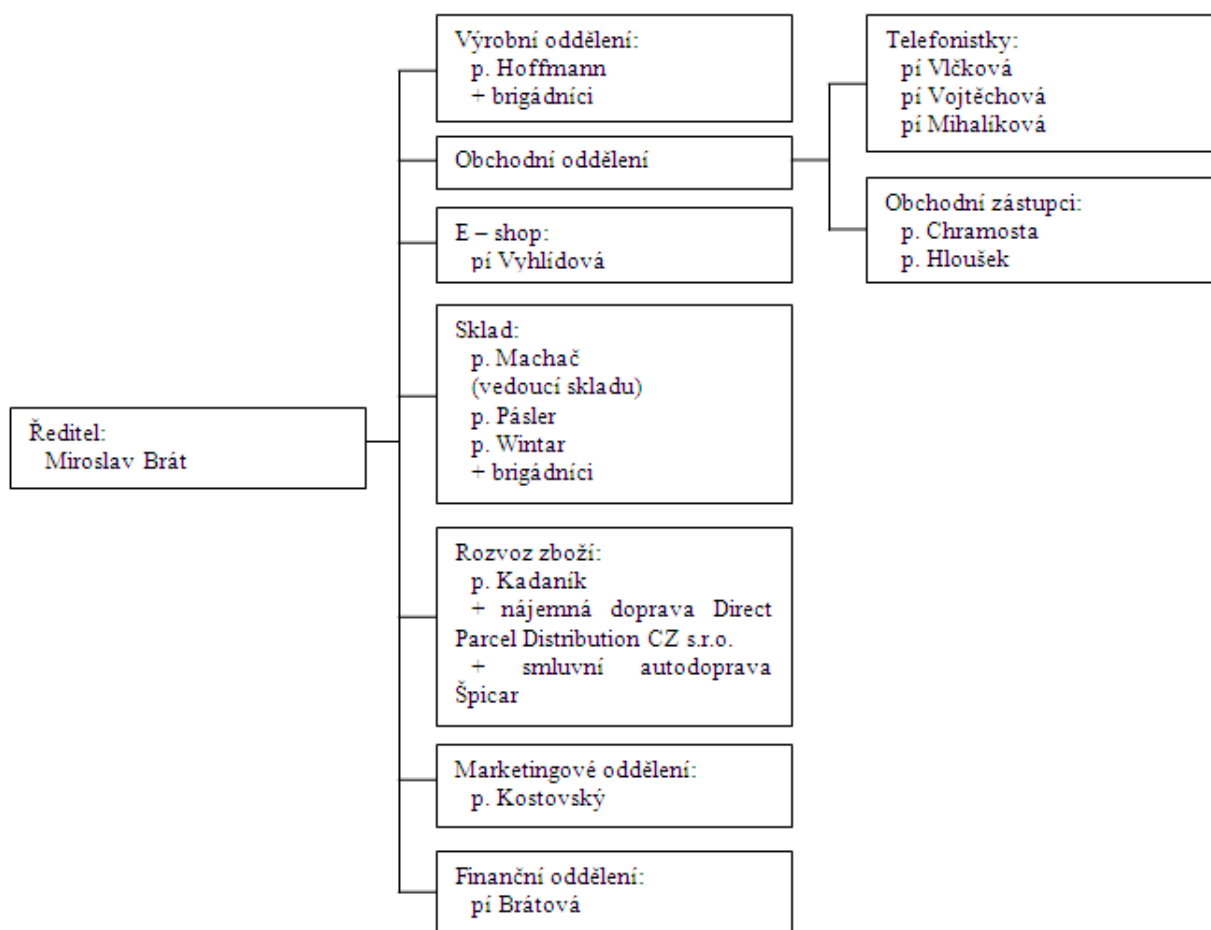 Ředitel:
Miroslav Brát
Výrobní oddělení:
p. Hoffmann
+ brigádníci
Obchodní oddělení
Telefonistky:
pí Vlčková
pí Vojtěchová
pí Mihalíková
Obchodní zástupci:
p. Chramosta
p. Hloušek
E – shop:
pí Vyhlídová
Sklad:
p. Machač
(vedoucí skladu)
p. Pásler
p. Wintar
+ brigádníci
Rozvoz zboží:
p. Kadaník
+ nájemná doprava Direct
Parcel Distribution CZ s.r.o.
+ smluvní autodoprava
Špicar
Marketingové oddělení:
p. Kostovský
Finanční oddělení:
pí Brátová